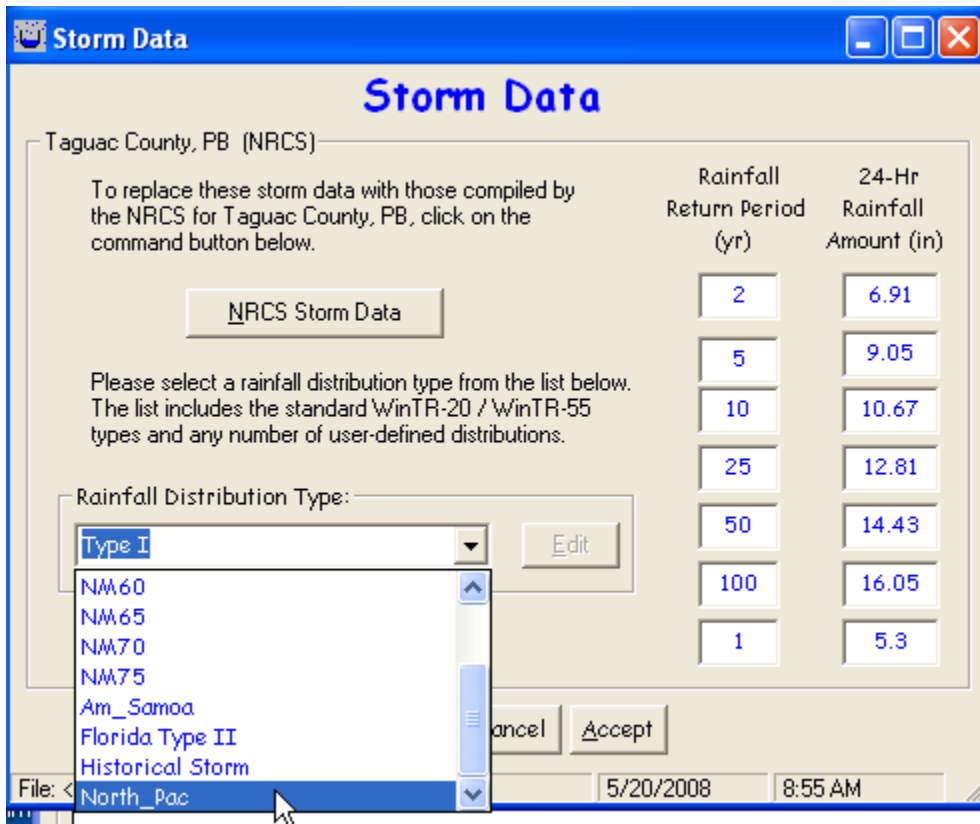 Storm Data
Storm Data
Taguac County, PB (NRCS)
To replace these storm data with those compiled by
the NRCS for Taguac County, PB, click on the
command button below.
NRCS Storm Data
Please select a rainfall distribution type from the list below.
The list includes the standard WinTR-20 / WinTR-55
types and any number of user-defined distributions.
Rainfall Distribution Type:
Type I
Edit
NM60
NM65
NM70
NM75
Am_Samoa
Florida Type II
Historical Storm
North_Pac
Rainfall Return Period (yr) 24-Hr Rainfall Amount (in)
2 6.91
5 9.05
10 10.67
25 12.81
50 14.43
100 16.05
1 5.3
ancel Accept
File: < 5/20/2008 8:55 AM